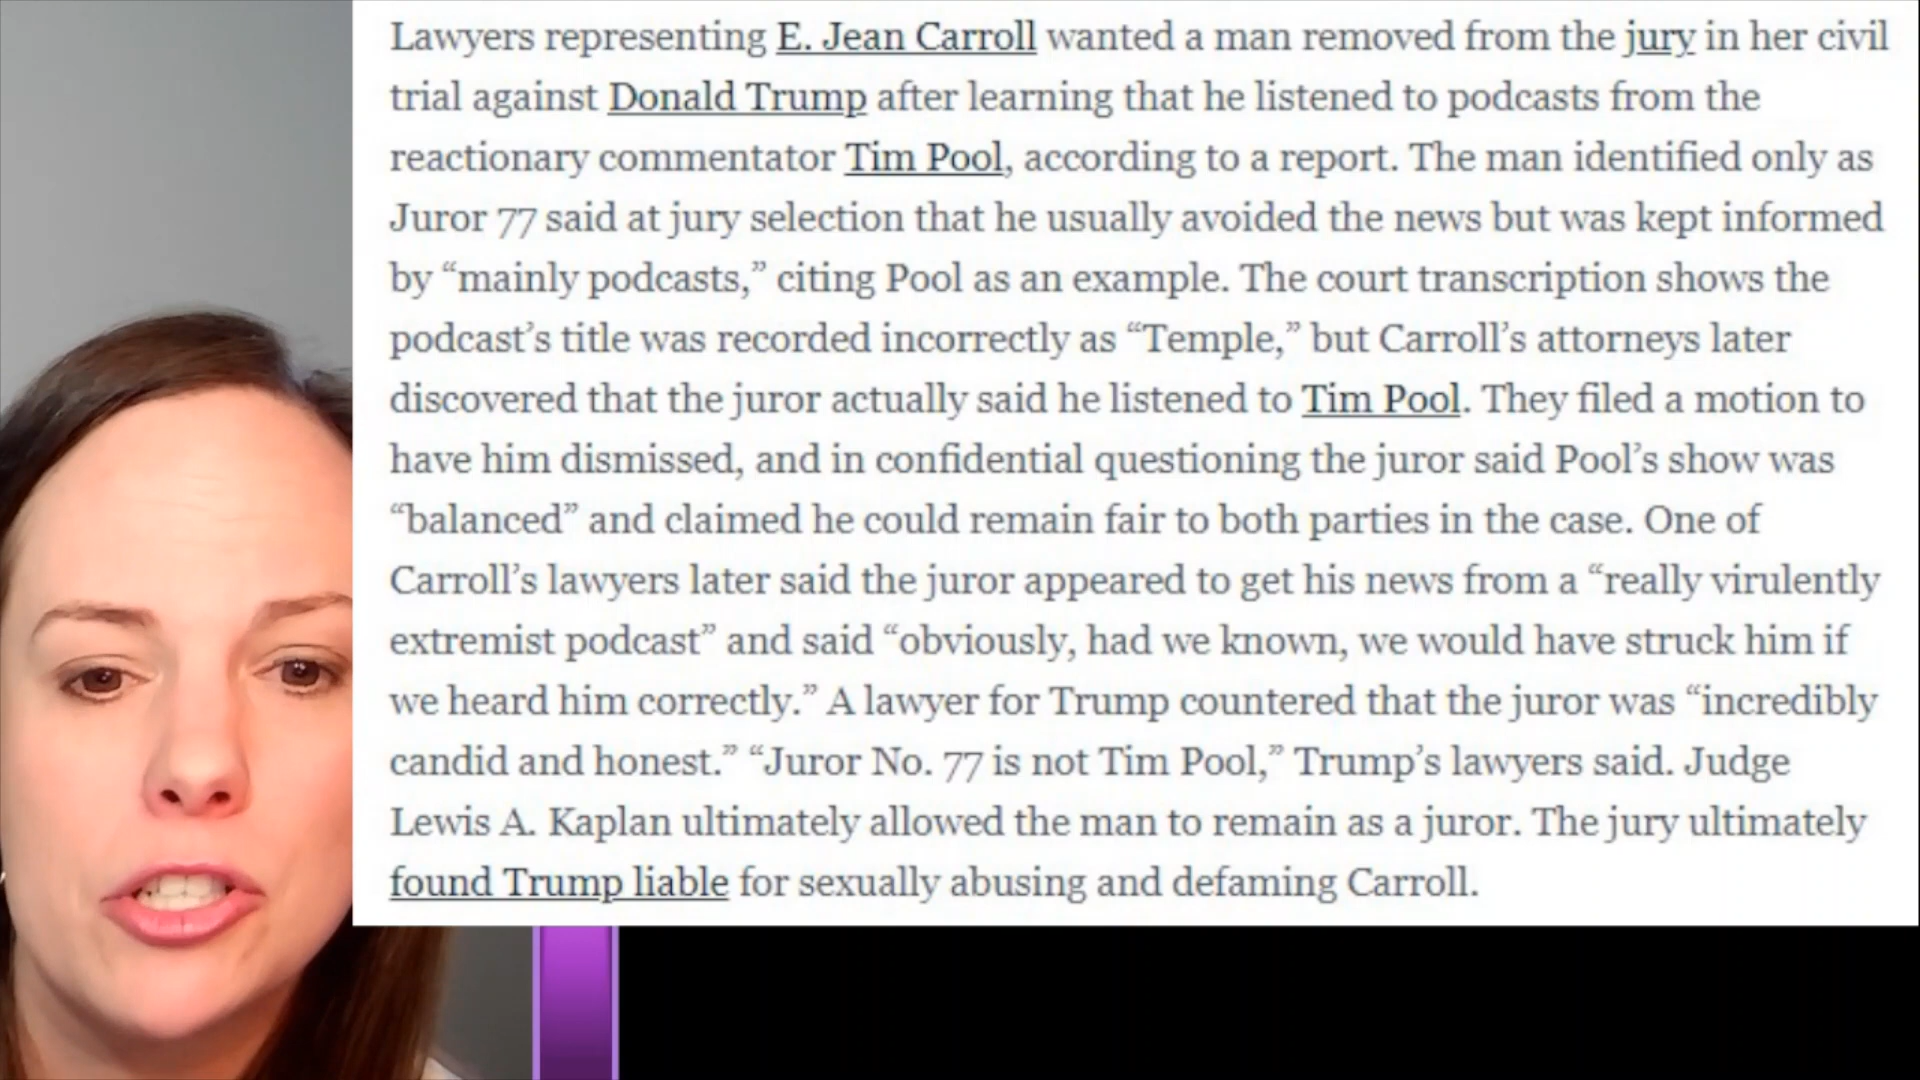 Lawyers representing E. Jean Carroll wanted a man removed from the jury in her civil
trial against Donald Trump after learning that he listened to podcasts from the
reactionary commentator Tim Pool, according to a report. The man identified only as
Juror 77 said at jury selection that he usually avoided the news but was kept informed
by “mainly podcasts,” citing Pool as an example. The court transcription shows the
podcast’s title was recorded incorrectly as “Temple,” but Carroll’s attorneys later
discovered that the juror actually said he listened to Tim Pool. They filed a motion to
have him dismissed, and in confidential questioning the juror said Pool’s show was
“balanced” and claimed he could remain fair to both parties in the case. One of
Carroll’s lawyers later said the juror appeared to get his news from a “really virulently
extremist podcast” and said “obviously, had we known, we would have struck him if
we heard him correctly.” A lawyer for Trump countered that the juror was “incredibly
candid and honest.” “Juror No. 77 is not Tim Pool,” Trump’s lawyers said. Judge
Lewis A. Kaplan ultimately allowed the man to remain as a juror. The jury ultimately
found Trump liable for sexually abusing and defaming Carroll.